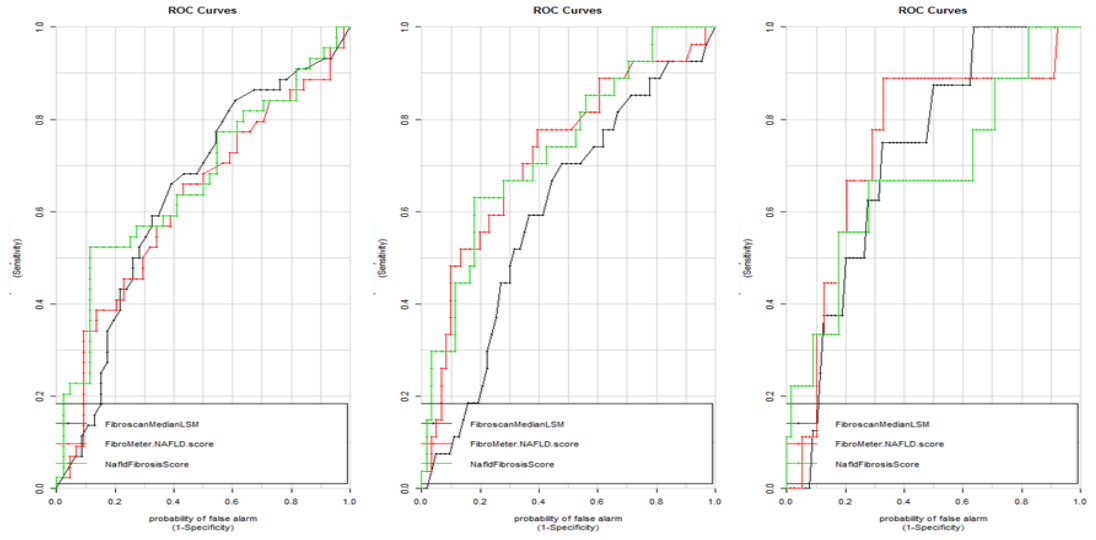 ROC Curves
1.0
0.8
0.6
0.4
0.2
0.0
(Sensitivity)
FibroscanMedianLSM
FibroMeter.NAFLD.score
NafldFibrosisScore
0.0 0.2 0.4 0.6 0.8 1.0
probability of false alarm
(1-Specificity)
ROC Curves
1.0
0.8
0.6
0.4
0.2
0.0
(Sensitivity)
FibroscanMedianLSM
FibroMeter.NAFLD.score
NafldFibrosisScore
0.0 0.2 0.4 0.6 0.8 1.0
probability of false alarm
(1-Specificity)
ROC Curves
1.0
0.8
0.6
0.4
0.2
0.0
(Sensitivity)
FibroscanMedianLSM
FibroMeter.NAFLD.score
NafldFibrosisScore
0.0 0.2 0.4 0.6 0.8 1.0
probability of false alarm
(1-Specificity)